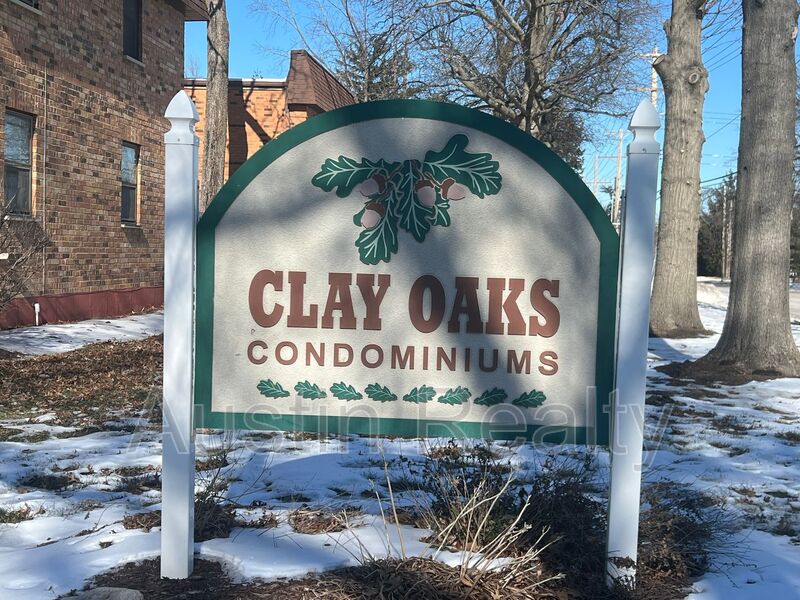 CLAY OAKS
CONDOMINIUMS
Austin Realty